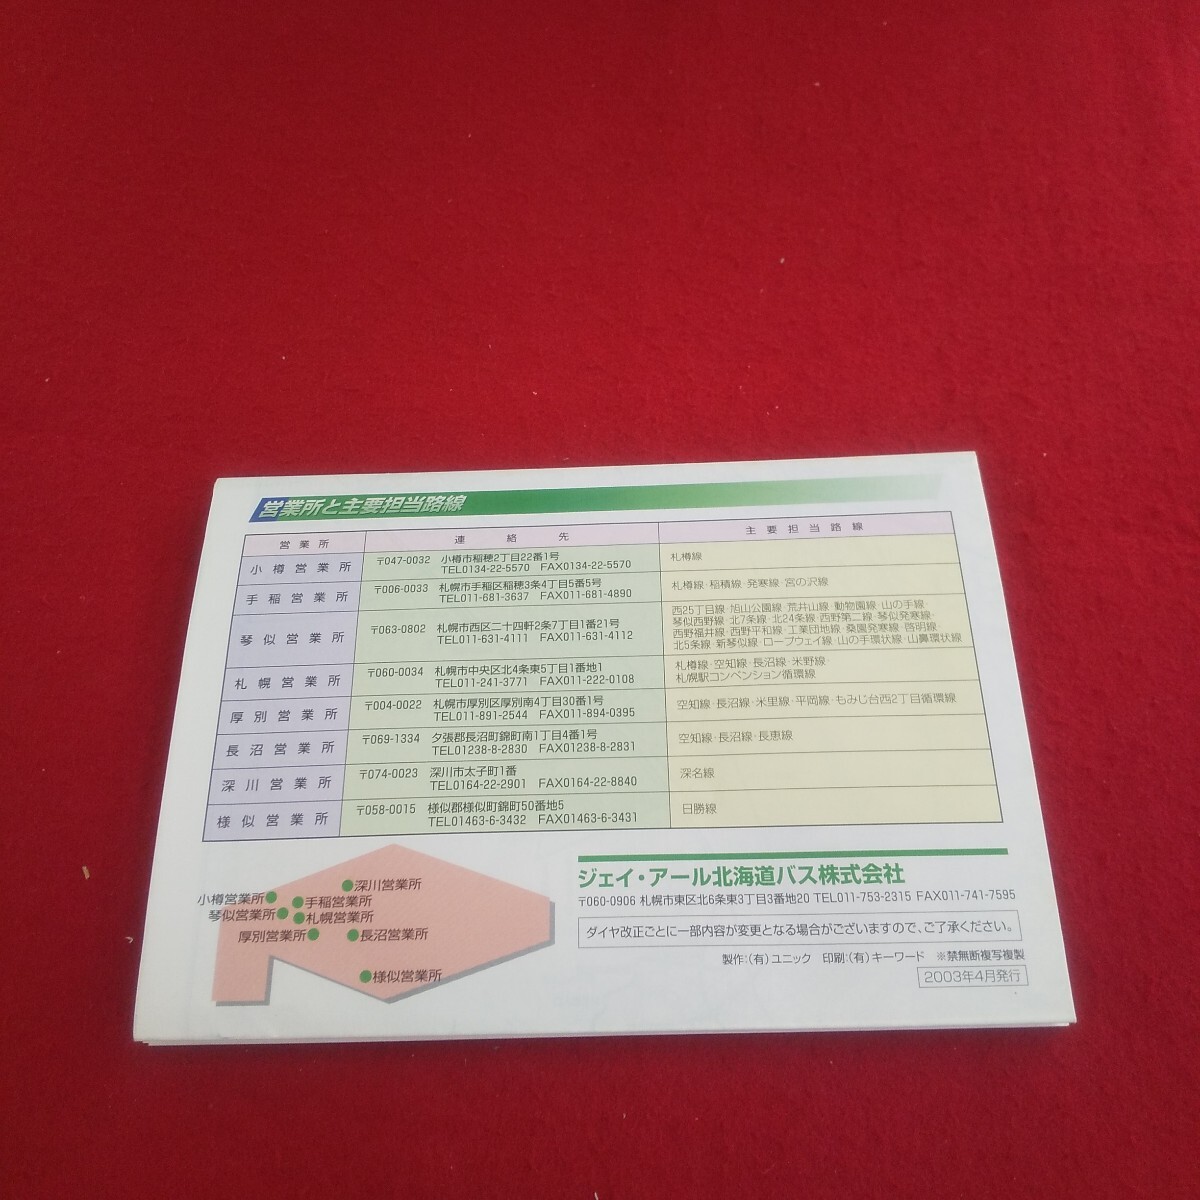 営業所と主要担当路線
営業所 連絡先 主要担当路線
小樽営業所 〒047-0032 小樽市稲穂2丁目22番1号
TEL0134-22-5570 FAX0134-22-5570
札樽線
手稲営業所 〒006-0033 札幌市手稲区稲穂3条4丁目5番5号
TEL011-681-3637 FAX011-681-4890
札樽線・稲積線・発寒線・宮の沢線
琴似営業所 〒063-0802 札幌市西区二十四軒2条7丁目1番21号
TEL011-631-4111 FAX011-631-4112
西25丁目線・旭山公園線・荒井山線・動物園線・山の手線・
琴似西野線・北7条線・北24条線・西野第二線・琴似発寒線・
西野福井線・西野平和線・工業団地線・桑園発寒線・啓明線・
北5条線・新琴似線・ロープウェイ線・山の手環状線・山鼻環状線
札幌営業所 〒060-0034 札幌市中央区北4条東5丁目1番地1
TEL011-241-3771 FAX011-222-0108
札樽線・空知線・長沼線・米野線・
札幌駅コンベンション循環線
厚別営業所 〒004-0022 札幌市厚別区厚別南4丁目30番1号
TEL011-891-2544 FAX011-894-0395
空知線・長沼線・米里線・平岡線・もみじ台西2丁目循環線
長沼営業所 〒069-1334 夕張郡長沼町錦町南1丁目4番1号
TEL01238-8-2830 FAX01238-8-2831
空知線・長沼線・長恵線
深川営業所 〒074-0023 深川市太子町1番
TEL0164-22-2901 FAX0164-22-8840
深名線
様似営業所 〒058-0015 様似郡様似町錦町50番地5
TEL01463-6-3432 FAX01463-6-3431
日勝線
深川営業所
小樽営業所
手稲営業所
琴似営業所
札幌営業所
厚別営業所
長沼営業所
様似営業所
ジェイ・アール北海道バス株式会社
〒060-0906 札幌市東区北6条東3丁目3番地20 TEL011-753-2315 FAX011-741-7595
ダイヤ改正ごとに一部内容が変更となる場合がございますので、ご了承ください。
製作:(有)ユニック 印刷:(有)キーワード ※禁無断複写複製
2003年4月発行